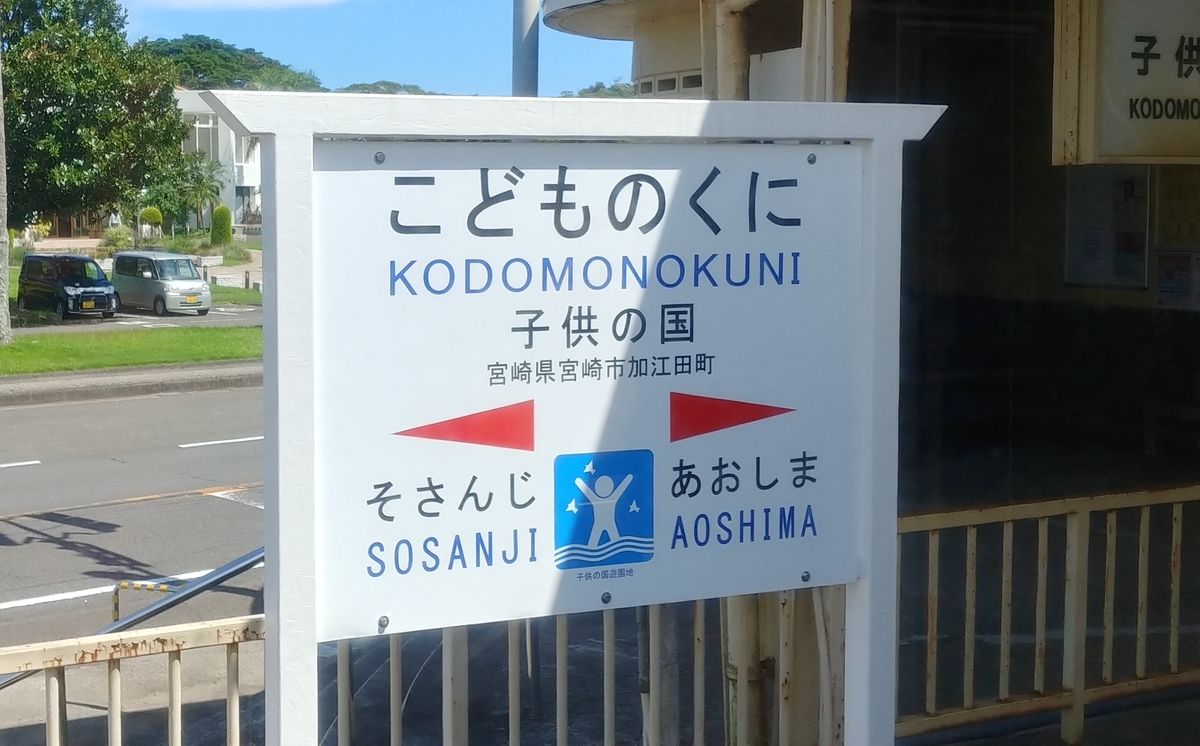 こどものくに
KODOMONOKUNI
子供の国
宮崎県宮崎市加江田町
そさんじ
SOSANJI
あおしま
AOSHIMA
子供の国遊園地
子供
KODOMO